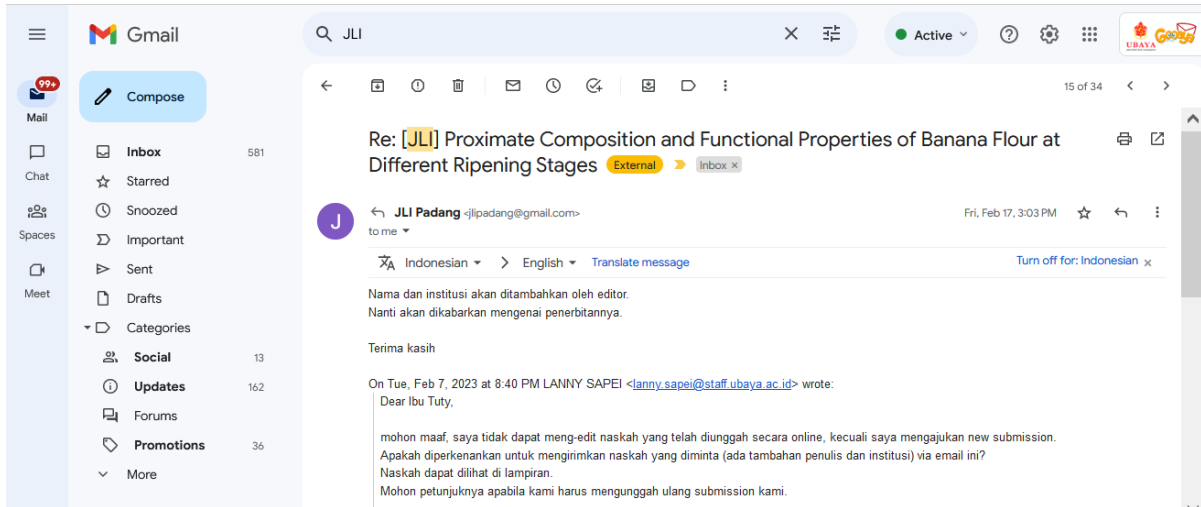 Gmail
JLI
Active
UBAYA
99+
Mail
Compose
15 of 34
Chat
Spaces
Meet
Inbox 581
Starred
Snoozed
Important
Sent
Drafts
Categories
Social 13
Updates 162
Forums
Promotions 36
More
Re: [JLI] Proximate Composition and Functional Properties of Banana Flour at
Different Ripening Stages External Inbox ×
J
JLI Padang <jlipadang@gmail.com>
Fri, Feb 17, 3:03 PM
to me
Indonesian > English Translate message
Turn off for: Indonesian ×
Nama dan institusi akan ditambahkan oleh editor.
Nanti akan dikabarkan mengenai penerbitannya.
Terima kasih
On Tue, Feb 7, 2023 at 8:40 PM LANNY SAPEI <lanny.sapei@staff.ubaya.ac.id> wrote:
Dear Ibu Tuty,
mohon maaf, saya tidak dapat meng-edit naskah yang telah diunggah secara online, kecuali saya mengajukan new submission.
Apakah diperkenankan untuk mengirimkan naskah yang diminta (ada tambahan penulis dan institusi) via email ini?
Naskah dapat dilihat di lampiran.
Mohon petunjuknya apabila kami harus mengunggah ulang submission kami.